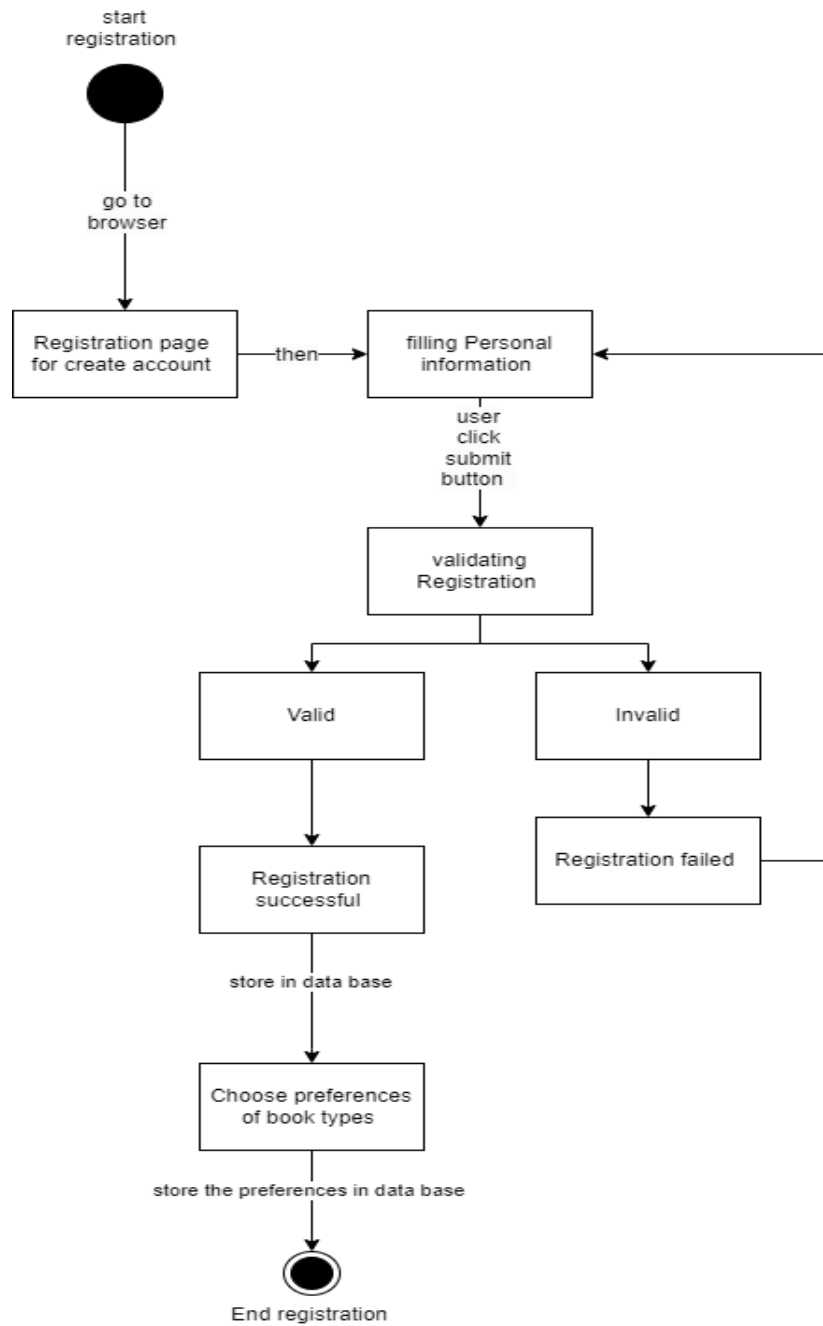 start
registration
go to
browser
Registration page
for create account
then
filling Personal
information
user
click
submit
button
validating
Registration
Valid
Invalid
Registration
successful
Registration failed
store in data base
Choose preferences
of book types
store the preferences in data base
End registration